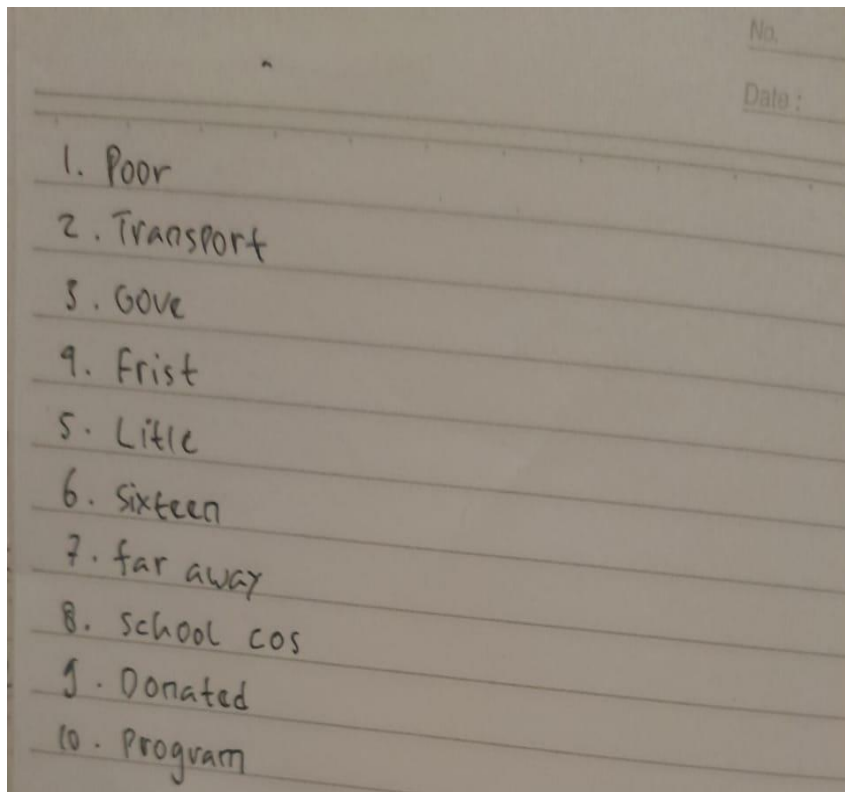 No.
Date :
1. Poor
2. Transport
3. Gove
4. Frist
5. Litle
6. Sixteen
7. far away
8. School cos
9. Donated
10. Program